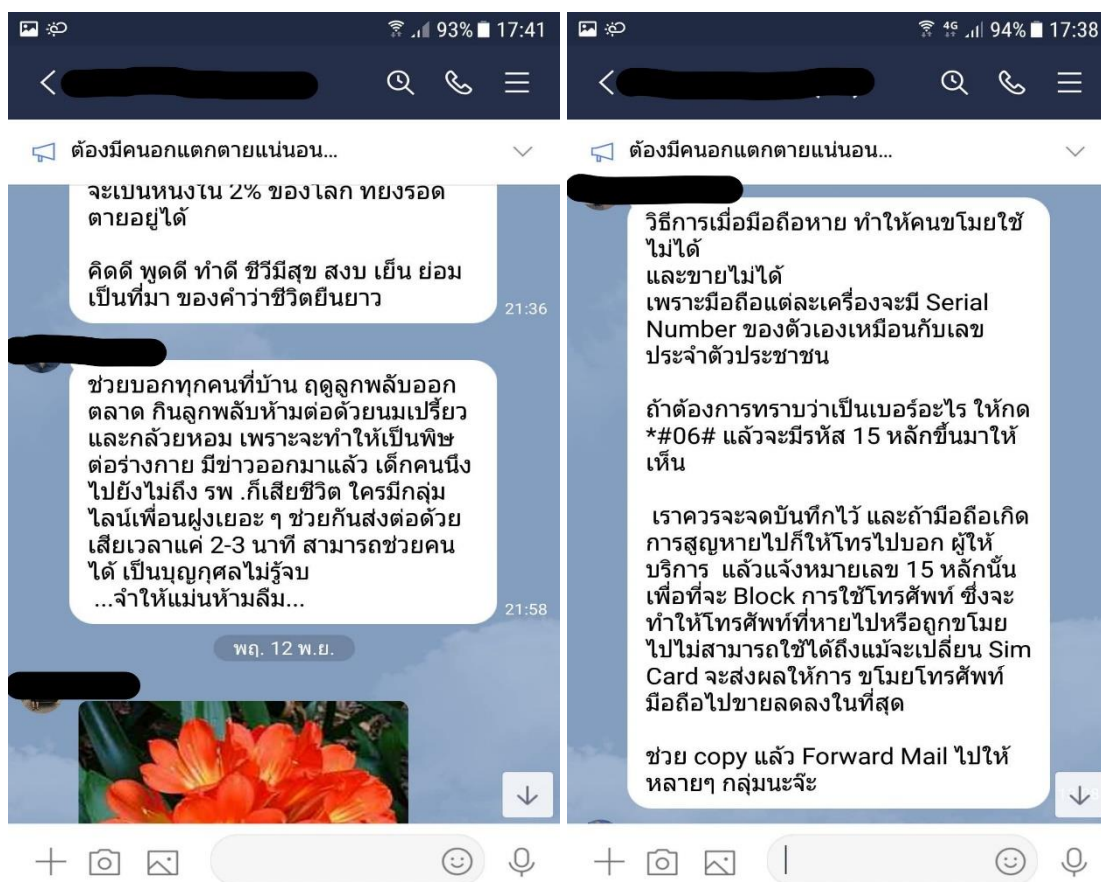 93% 17:41
ต้องมีคนอกแตกตายแน่นอน...
จะเป็นหนึ่งใน 2% ของโลก ที่ยังรอด
ตายอยู่ได้
คิดดี พูดดี ทำดี ชีวีมีสุข สงบ เย็น ย่อม
เป็นที่มา ของคำว่าชีวิตยืนยาว
21:36
ช่วยบอกทุกคนที่บ้าน ฤดูลูกพลับออก
ตลาด กินลูกพลับห้ามต่อด้วยนมเปรี้ยว
และกล้วยหอม เพราะจะทำให้เป็นพิษ
ต่อร่างกาย มีข่าวออกมาแล้ว เด็กคนนึง
ไปยังไม่ถึง รพ .ก็เสียชีวิต ใครมีกลุ่ม
ไลน์เพื่อนฝูงเยอะ ๆ ช่วยกันส่งต่อด้วย
เสียเวลาแค่ 2-3 นาที สามารถช่วยคน
ได้ เป็นบุญกุศลไม่รู้จบ
...จำให้แม่นห้ามลืม...
21:58
พฤ. 12 พ.ย.
4G 94% 17:38
ต้องมีคนอกแตกตายแน่นอน...
วิธีการเมื่อมือถือหาย ทำให้คนขโมยใช้
ไม่ได้
และขายไม่ได้
เพราะมือถือแต่ละเครื่องจะมี Serial
Number ของตัวเองเหมือนกับเลข
ประจำตัวประชาชน
ถ้าต้องการทราบว่าเป็นเบอร์อะไร ให้กด
*#06# แล้วจะมีรหัส 15 หลักขึ้นมาให้
เห็น
เราควรจะจดบันทึกไว้ และถ้ามือถือเกิด
การสูญหายไปก็ให้โทรไปบอก ผู้ให้
บริการ แล้วแจ้งหมายเลข 15 หลักนั้น
เพื่อที่จะ Block การใช้โทรศัพท์ ซึ่งจะ
ทำให้โทรศัพท์ที่หายไปหรือถูกขโมย
ไปไม่สามารถใช้ได้ถึงแม้จะเปลี่ยน Sim
Card จะส่งผลให้การ ขโมยโทรศัพท์
มือถือไปขายลดลงในที่สุด
ช่วย copy แล้ว Forward Mail ไปให้
หลายๆ กลุ่มนะจ๊ะ